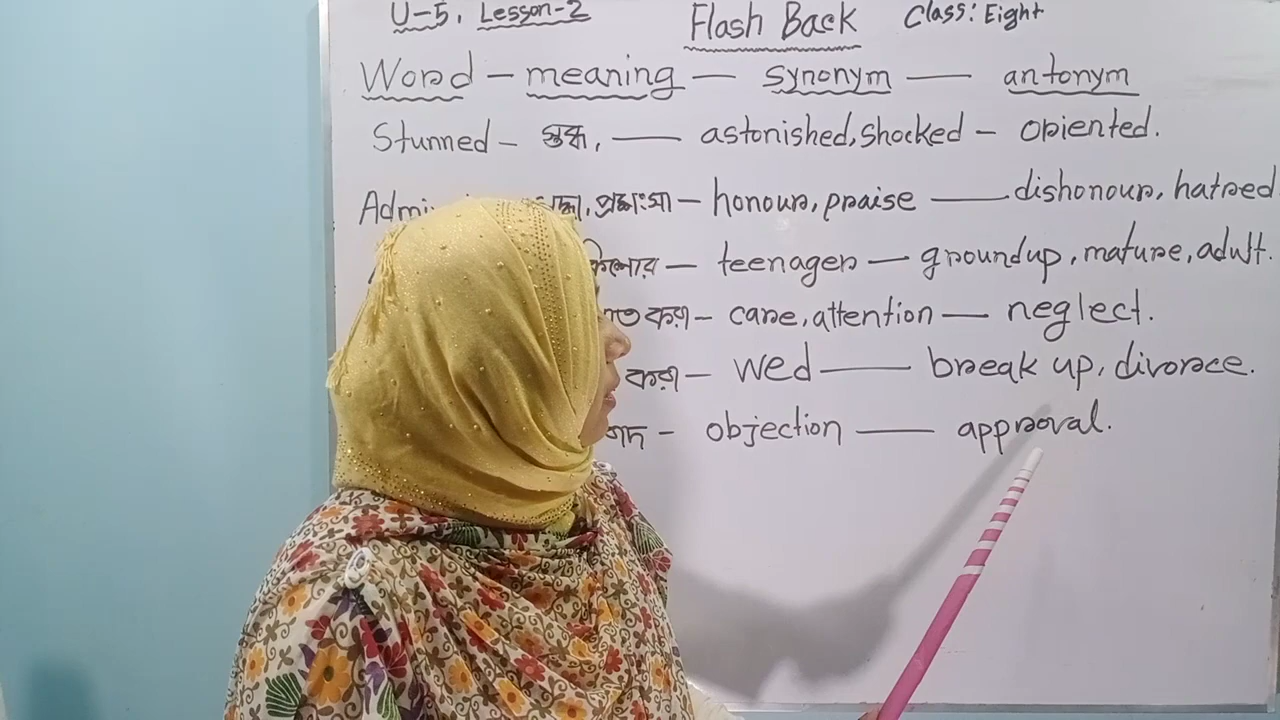 U-5, Lesson-2 Flash Back Class: Eight
Word – meaning — synonym — antonym
Stunned – স্তব্ধ, — astonished, shocked – oriented.
প্রশংসা – honour, praise — dishonour, hatred
কিশোর – teenager — groundup, mature, adult.
করা – care, attention — neglect.
করা – wed — break up, divorce.
objection — approval.